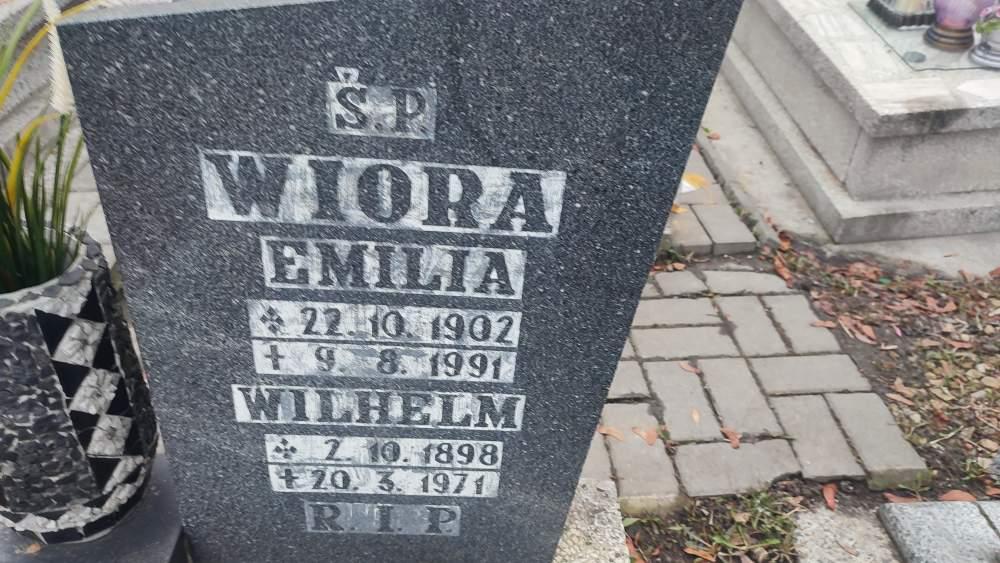 Ś.P.
WIORA
EMILIA
22. 10. 1902
† 9. 8. 1991
WILHELM
2. 10. 1898
† 20. 3. 1971
R.I.P.